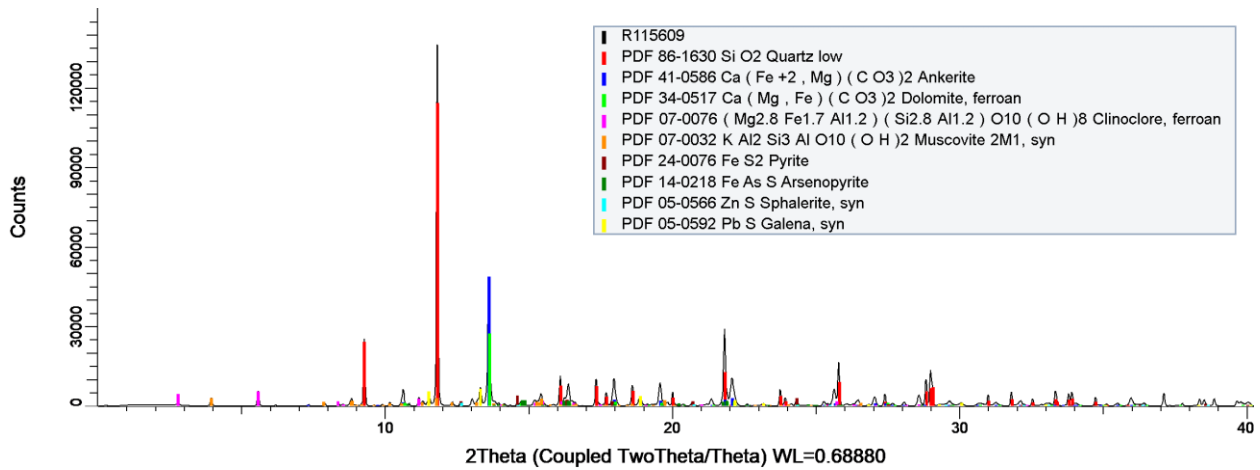 R115609
PDF 86-1630 Si O2 Quartz low
PDF 41-0586 Ca ( Fe +2 , Mg ) ( C O3 )2 Ankerite
PDF 34-0517 Ca ( Mg , Fe ) ( C O3 )2 Dolomite, ferroan
PDF 07-0076 ( Mg2.8 Fe1.7 Al1.2 ) ( Si2.8 Al1.2 ) O10 ( O H )8 Clinoclore, ferroan
PDF 07-0032 K Al2 Si3 Al O10 ( O H )2 Muscovite 2M1, syn
PDF 24-0076 Fe S2 Pyrite
PDF 14-0218 Fe As S Arsenopyrite
PDF 05-0566 Zn S Sphalerite, syn
PDF 05-0592 Pb S Galena, syn
Counts
120000
90000
60000
30000
0
10 20 30 40
2Theta (Coupled TwoTheta/Theta) WL=0.68880